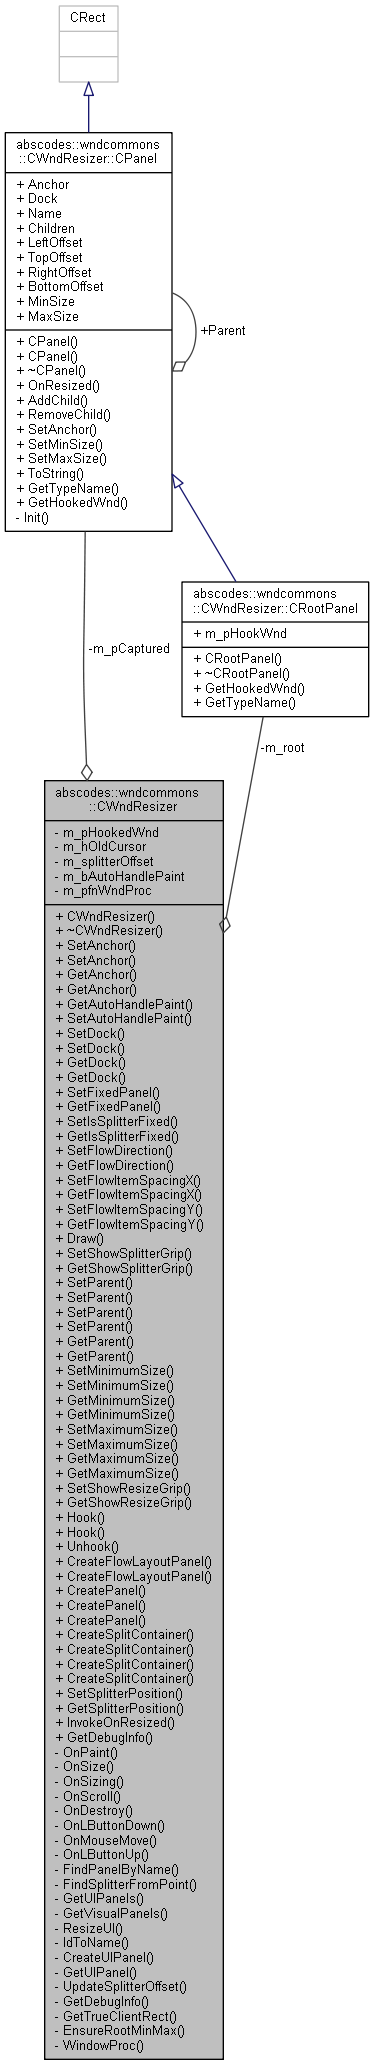 CRect
abscodes::wndcommons
::CWndResizer::CPanel
+ Anchor
+ Dock
+ Name
+ Children
+ LeftOffset
+ TopOffset
+ RightOffset
+ BottomOffset
+ MinSize
+ MaxSize
+ CPanel()
+ CPanel()
+ ~CPanel()
+ OnResized()
+ AddChild()
+ RemoveChild()
+ SetAnchor()
+ SetMinSize()
+ SetMaxSize()
+ ToString()
+ GetTypeName()
+ GetHookedWnd()
- Init()
+Parent
abscodes::wndcommons
::CWndResizer::CRootPanel
+ m_pHookWnd
+ CRootPanel()
+ ~CRootPanel()
+ GetHookedWnd()
+ GetTypeName()
-m_pCaptured
-m_root
abscodes::wndcommons
::CWndResizer
- m_pHookedWnd
- m_hOldCursor
- m_splitterOffset
- m_bAutoHandlePaint
- m_pfnWndProc
+ CWndResizer()
+ ~CWndResizer()
+ SetAnchor()
+ SetAnchor()
+ GetAnchor()
+ GetAnchor()
+ GetAutoHandlePaint()
+ SetAutoHandlePaint()
+ SetDock()
+ SetDock()
+ GetDock()
+ GetDock()
+ SetFixedPanel()
+ GetFixedPanel()
+ SetIsSplitterFixed()
+ GetIsSplitterFixed()
+ SetFlowDirection()
+ GetFlowDirection()
+ SetFlowItemSpacingX()
+ GetFlowItemSpacingX()
+ SetFlowItemSpacingY()
+ GetFlowItemSpacingY()
+ Draw()
+ SetShowSplitterGrip()
+ GetShowSplitterGrip()
+ SetParent()
+ SetParent()
+ SetParent()
+ SetParent()
+ GetParent()
+ GetParent()
+ SetMinimumSize()
+ SetMinimumSize()
+ GetMinimumSize()
+ GetMinimumSize()
+ SetMaximumSize()
+ SetMaximumSize()
+ GetMaximumSize()
+ GetMaximumSize()
+ SetShowResizeGrip()
+ GetShowResizeGrip()
+ Hook()
+ Hook()
+ Unhook()
+ CreateFlowLayoutPanel()
+ CreateFlowLayoutPanel()
+ CreatePanel()
+ CreatePanel()
+ CreatePanel()
+ CreateSplitContainer()
+ CreateSplitContainer()
+ CreateSplitContainer()
+ CreateSplitContainer()
+ SetSplitterPosition()
+ GetSplitterPosition()
+ InvokeOnResized()
+ GetDebugInfo()
- OnPaint()
- OnSize()
- OnSizing()
- OnScroll()
- OnDestroy()
- OnLButtonDown()
- OnMouseMove()
- OnLButtonUp()
- FindPanelByName()
- FindSplitterFromPoint()
- GetUIPanels()
- GetVisualPanels()
- ResizeUI()
- IdToName()
- CreateUIPanel()
- GetUIPanel()
- UpdateSplitterOffset()
- GetDebugInfo()
- GetTrueClientRect()
- EnsureRootMinMax()
- WindowProc()